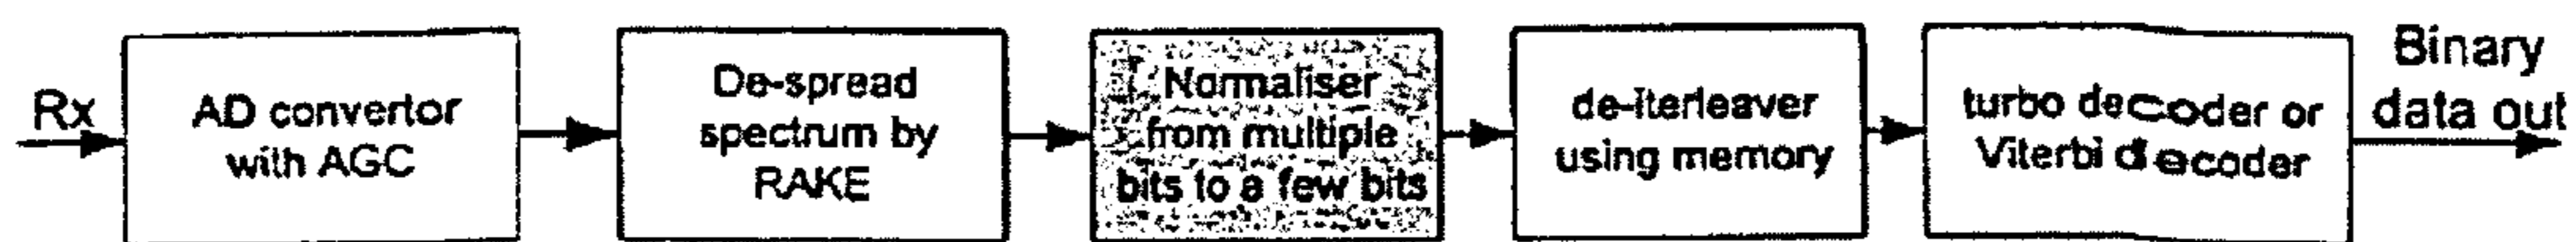 Rx
AD convertor
with AGC
De-spread
spectrum by
RAKE
Normaliser
from multiple
bits to a few bits
de-iterleaver
using memory
turbo decoder or
Viterbi decoder
Binary
data out